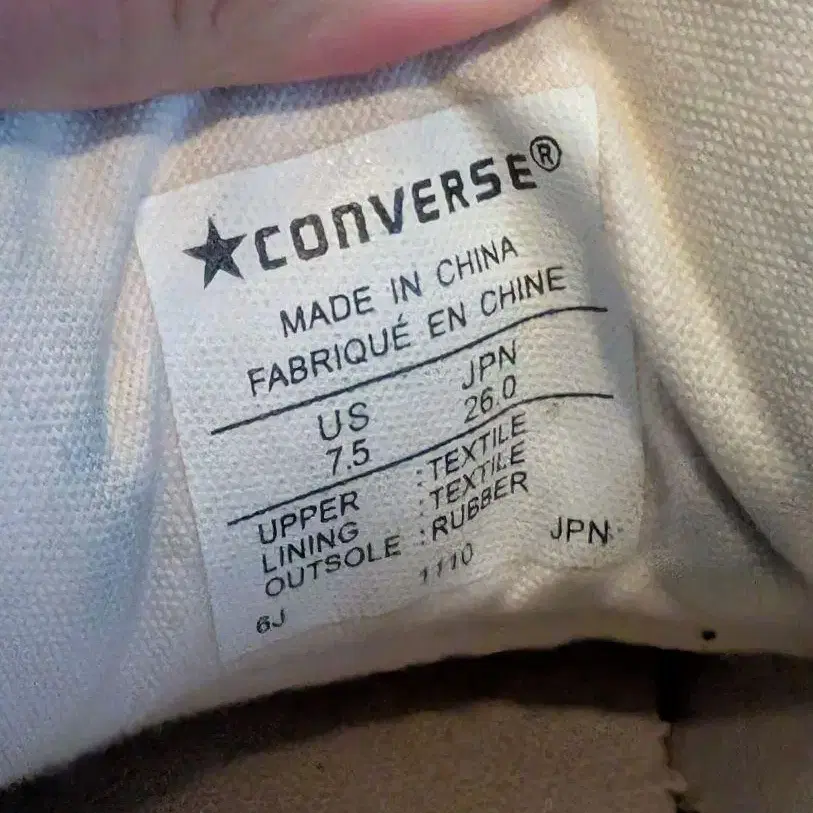 ★CONVERSE®
MADE IN CHINA
FABRIQUÉ EN CHINE
US JPN
7.5 26.0
UPPER : TEXTILE
LINING : TEXTILE
OUTSOLE : RUBBER
6J 1110 JPN